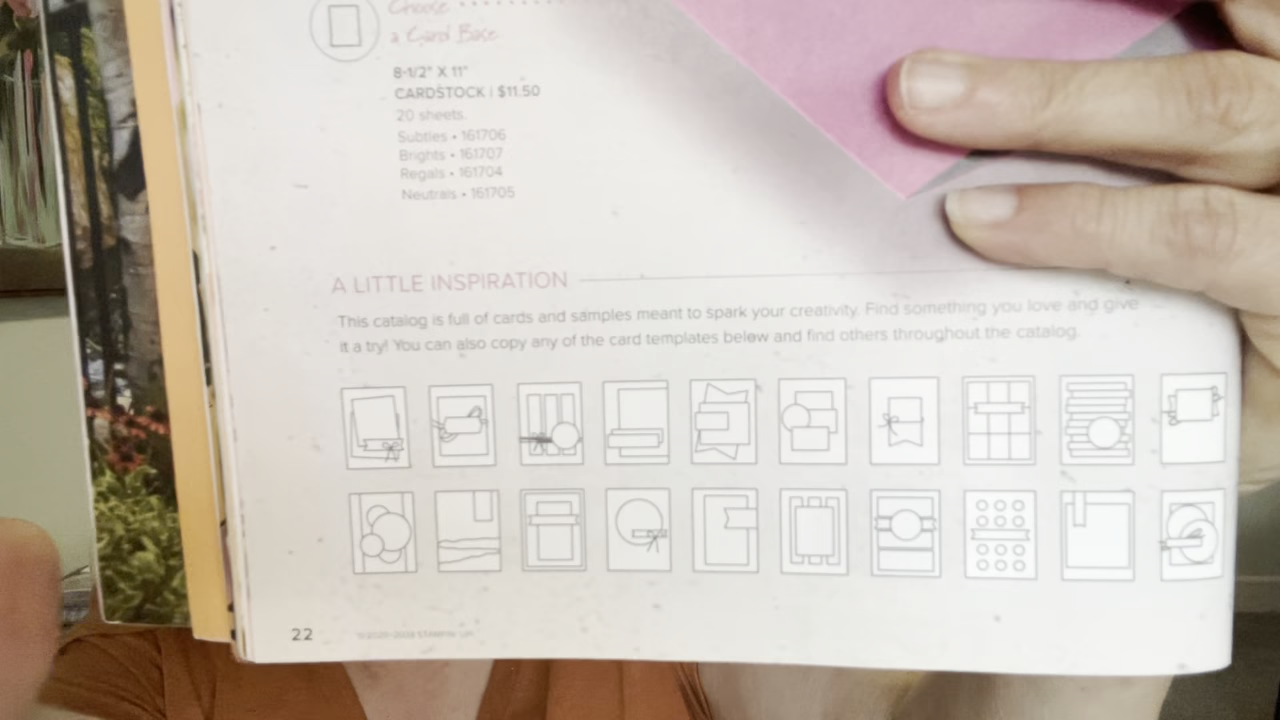 Choose
a Card Base
8-1/2" X 11"
CARDSTOCK | $11.50
20 sheets.
Subtles • 161706
Brights • 161707
Regals • 161704
Neutrals • 161705
A LITTLE INSPIRATION
This catalog is full of cards and samples meant to spark your creativity. Find something you love and give
it a try! You can also copy any of the card templates below and find others throughout the catalog.
22
STAMPIN' UP!